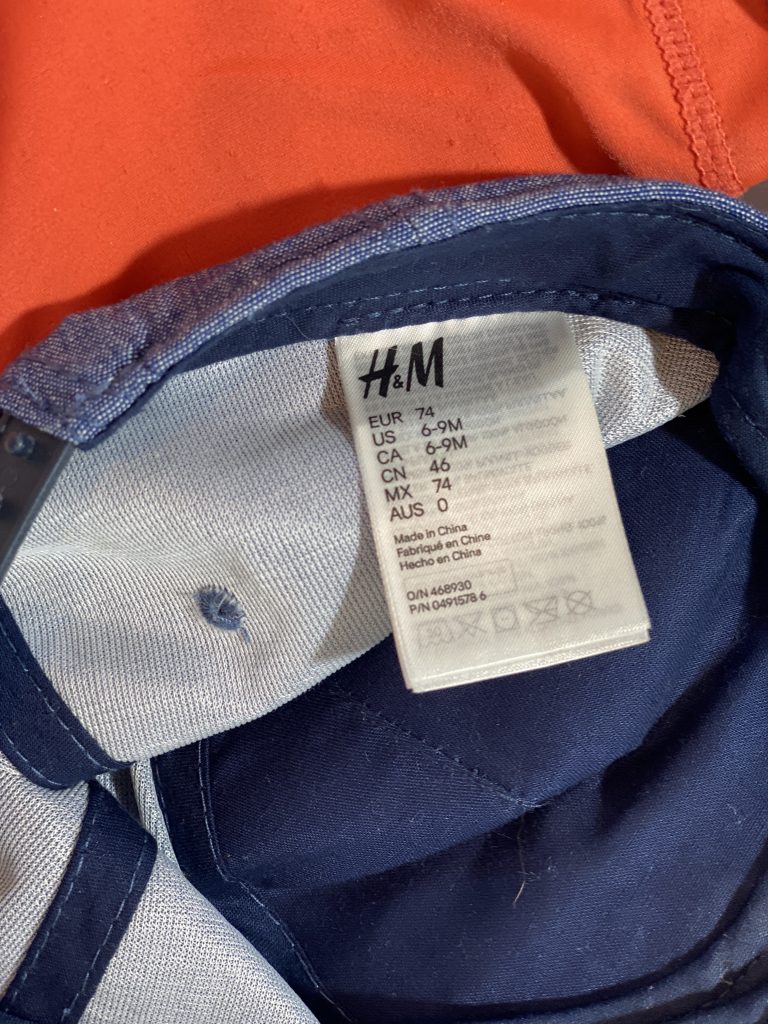 H&M
EUR 74
US 6-9M
CA 6-9M
CN 46
MX 74
AUS 0
Made in China
Fabriqué en Chine
Hecho en China
O/N 468930
P/N 0491578 6